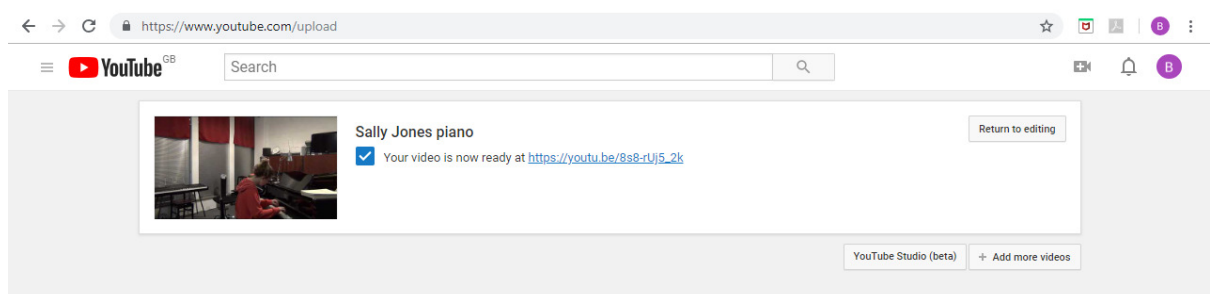 https://www.youtube.com/upload
B
YouTube GB
Search
B
Sally Jones piano
Return to editing
Your video is now ready at https://youtu.be/8s8-rUj5_2k
YouTube Studio (beta)
+ Add more videos